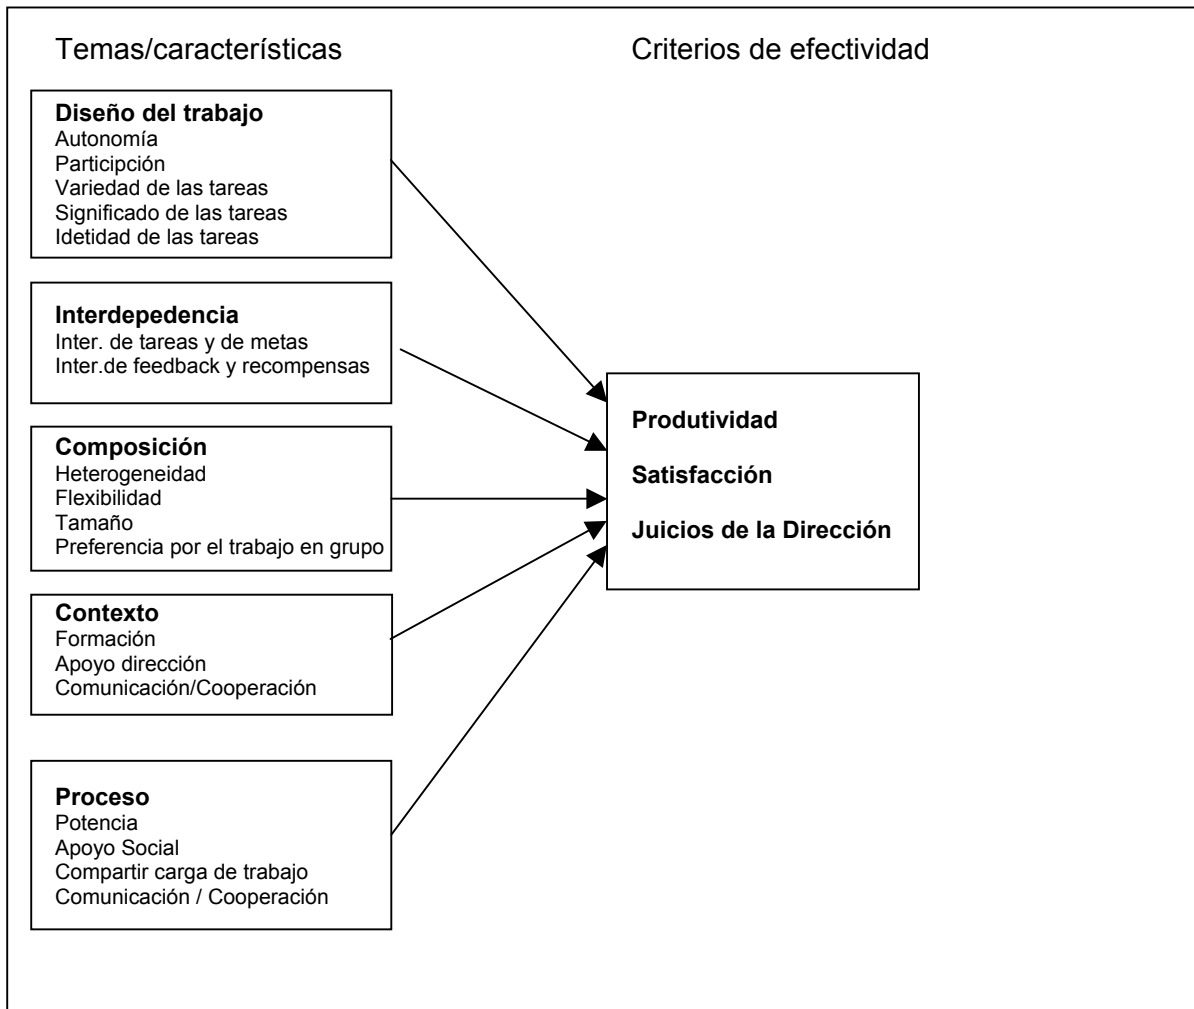 Temas/características
Criterios de efectividad
Diseño del trabajo
Autonomía
Participción
Variedad de las tareas
Significado de las tareas
Idetidad de las tareas
Interdepedencia
Inter. de tareas y de metas
Inter.de feedback y recompensas
Composición
Heterogeneidad
Flexibilidad
Tamaño
Preferencia por el trabajo en grupo
Contexto
Formación
Apoyo dirección
Comunicación/Cooperación
Proceso
Potencia
Apoyo Social
Compartir carga de trabajo
Comunicación / Cooperación
Produtividad
Satisfacción
Juicios de la Dirección